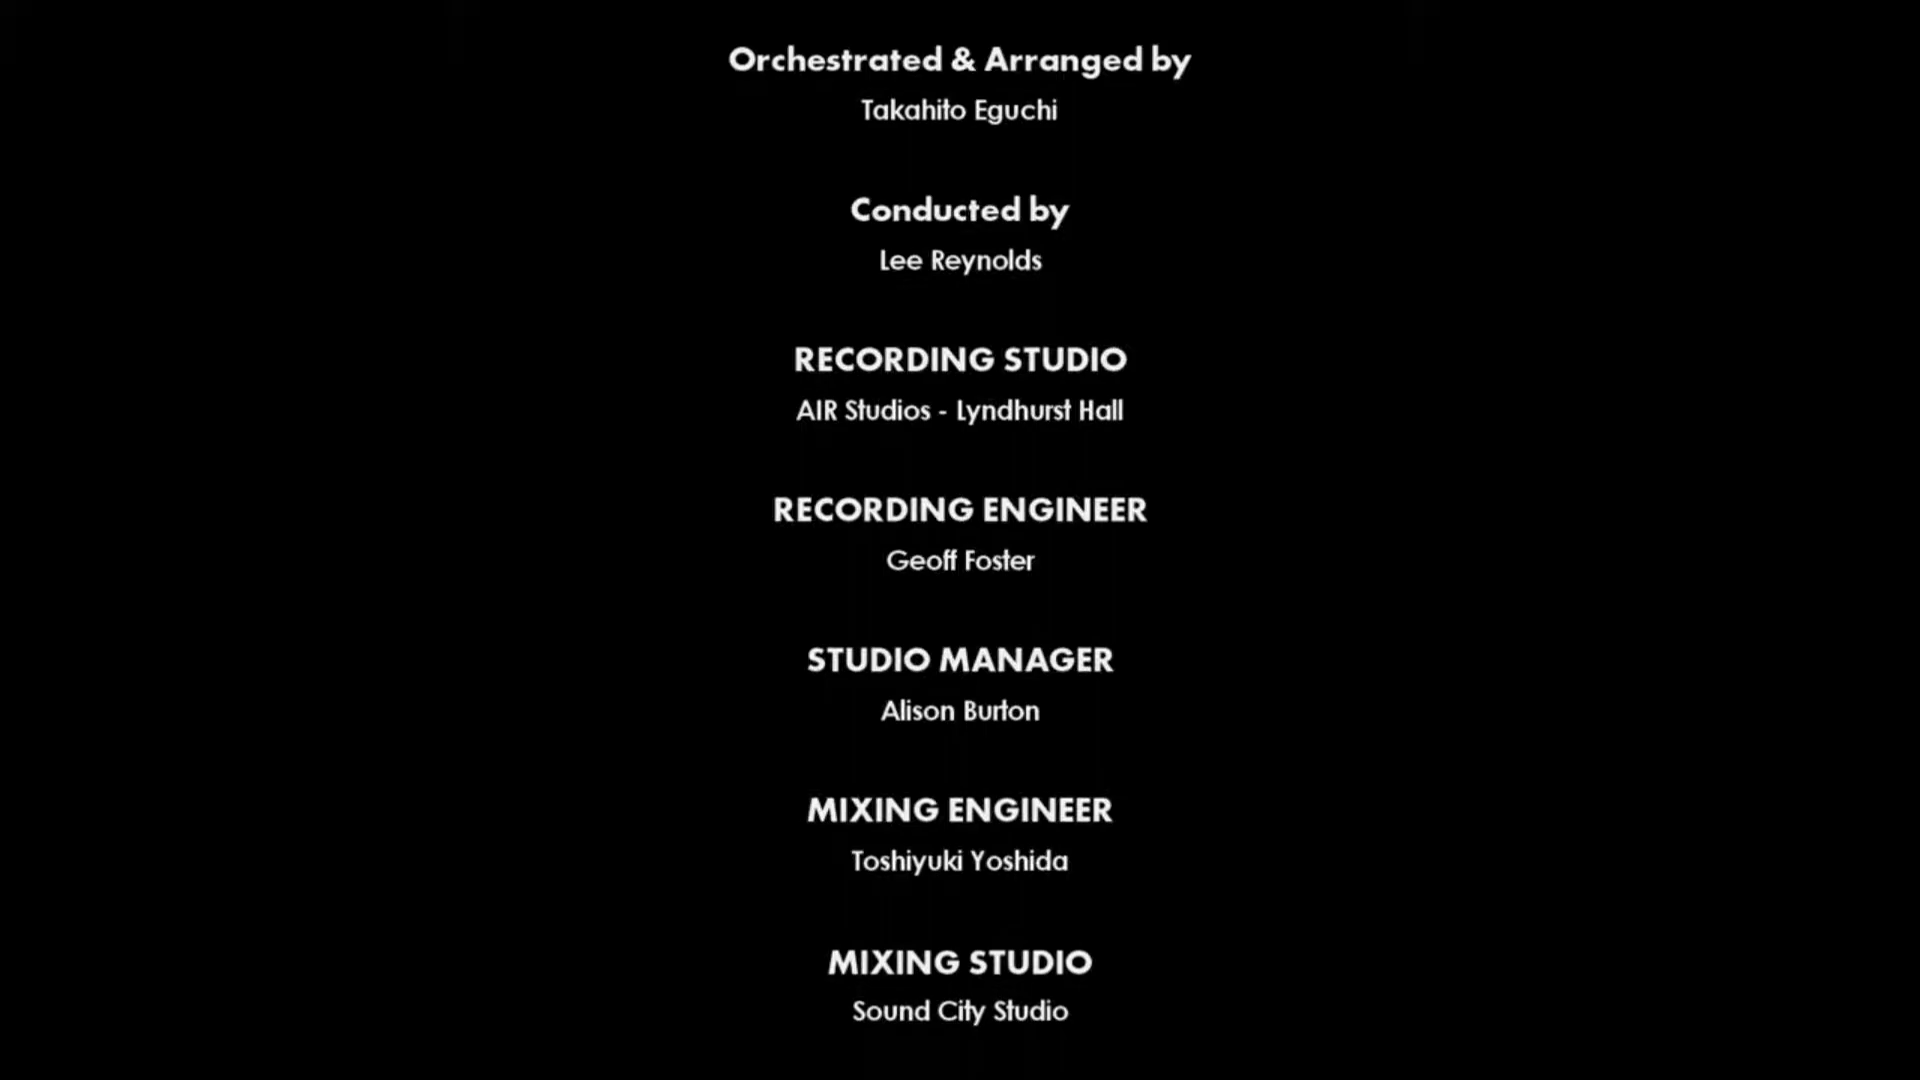 Orchestrated & Arranged by
Takahito Eguchi
Conducted by
Lee Reynolds
RECORDING STUDIO
AIR Studios - Lyndhurst Hall
RECORDING ENGINEER
Geoff Foster
STUDIO MANAGER
Alison Burton
MIXING ENGINEER
Toshiyuki Yoshida
MIXING STUDIO
Sound City Studio